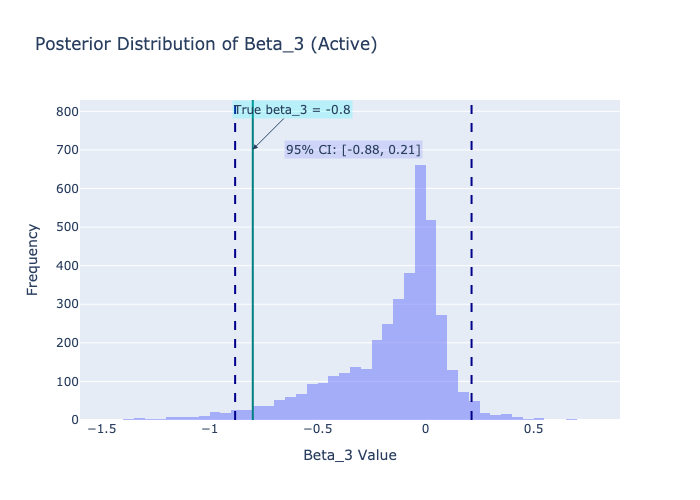 Posterior Distribution of Beta_3 (Active)
True beta_3 = -0.8
95% CI: [-0.88, 0.21]
800
700
600
500
400
300
200
100
0
Frequency
−1.5 −1 −0.5 0 0.5
Beta_3 Value